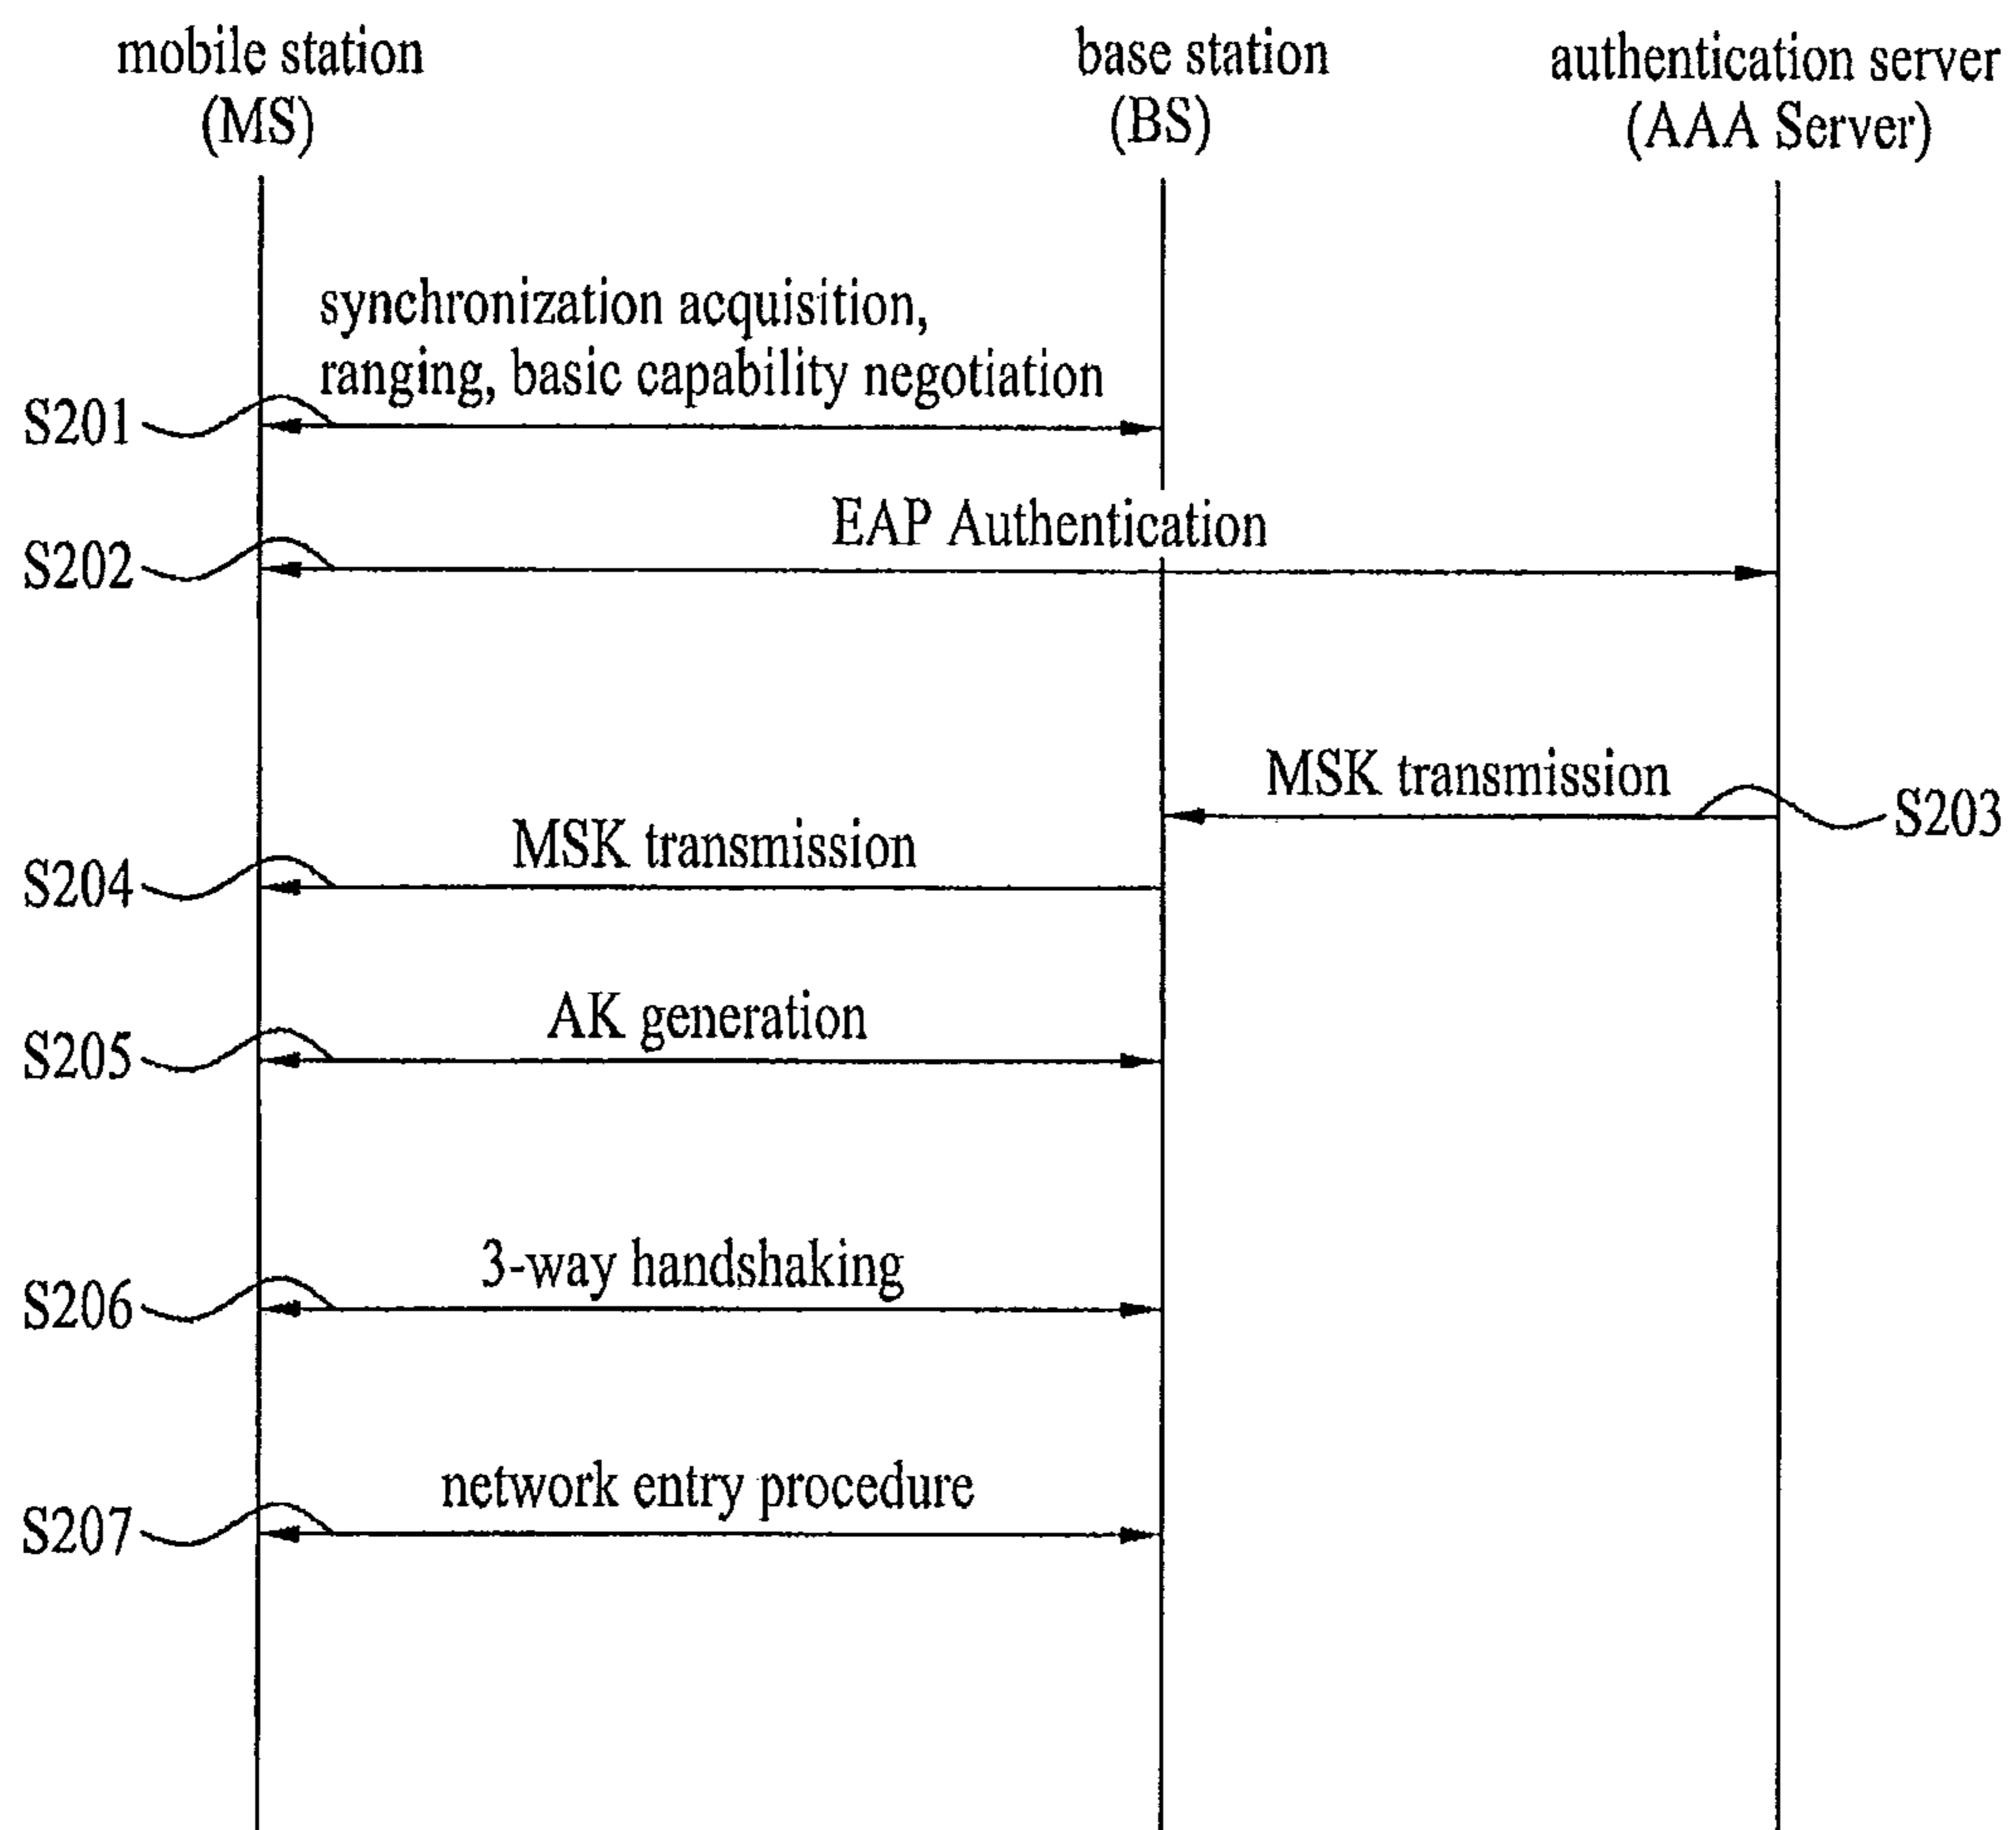 mobile station
(MS)
base station
(BS)
authentication server
(AAA Server)
synchronization acquisition,
ranging, basic capability negotiation
S201
EAP Authentication
S202
MSK transmission
S203
MSK transmission
S204
AK generation
S205
3-way handshaking
S206
network entry procedure
S207